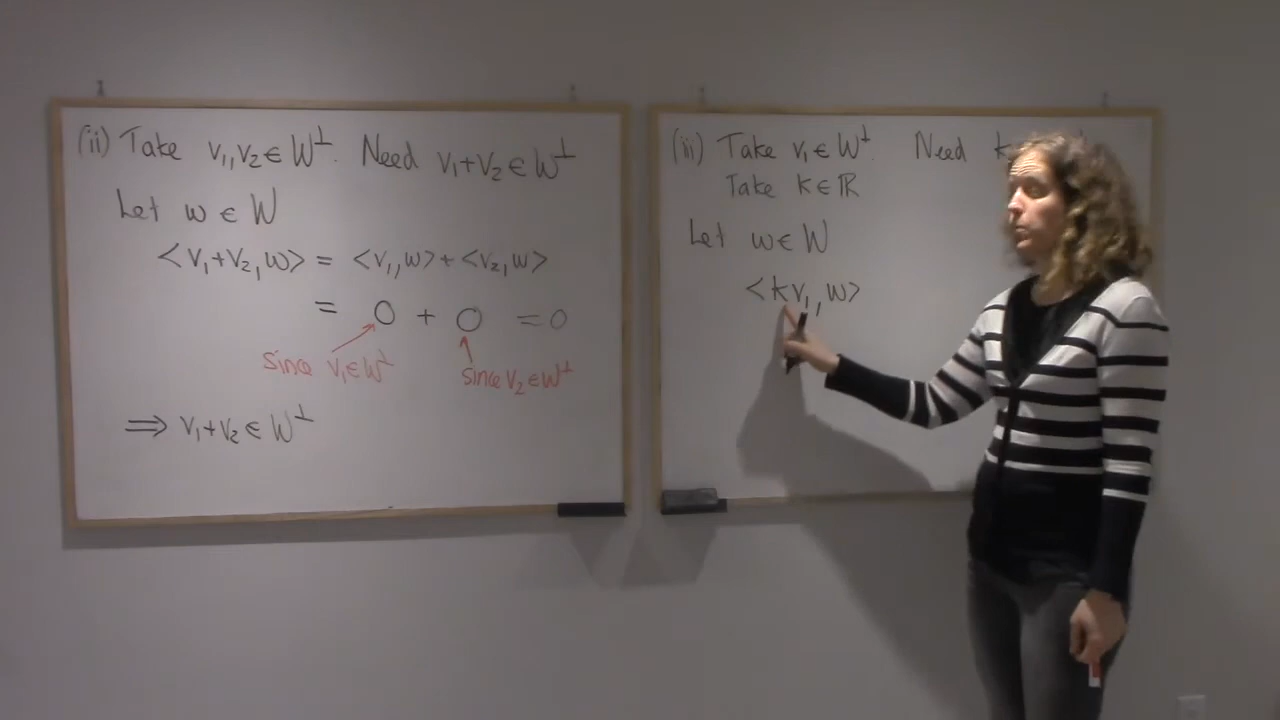 (ii) Take v₁,v₂ ∈ W⊥. Need v₁+v₂ ∈ W⊥
Let w ∈ W
<v₁+v₂,w> = <v₁,w>+<v₂,w>
= 0 + 0 = 0
since v₁∈W⊥ since v₂∈W⊥
⟹ v₁+v₂ ∈ W⊥
(iii) Take v₁∈W⊥. Need k
Take k∈ℝ
Let w∈W
<kv₁,w>